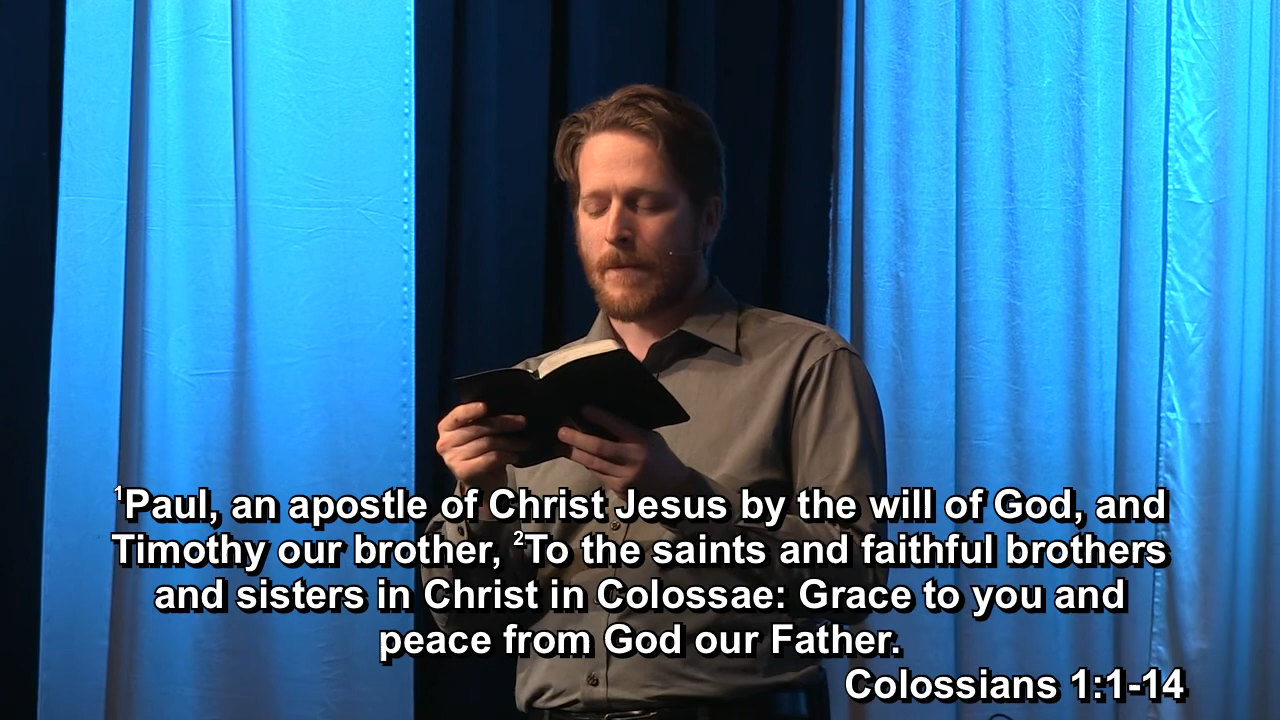 ¹Paul, an apostle of Christ Jesus by the will of God, and
Timothy our brother, ²To the saints and faithful brothers
and sisters in Christ in Colossae: Grace to you and
peace from God our Father.
Colossians 1:1-14